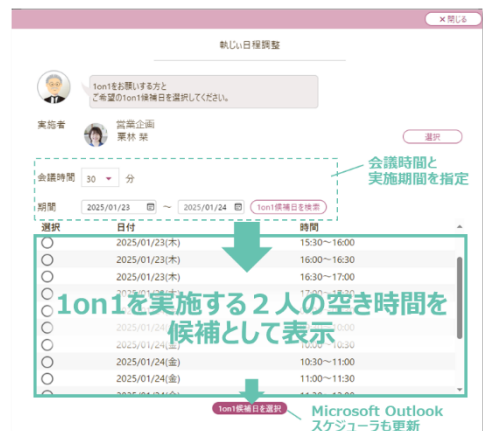 ×閉じる
執じい日程調整
1on1をお願いする方と
ご希望の1on1候補日を選択してください。
実施者
営業企画
栗林 栞
選択
会議時間 30 分
会議時間と
実施期間を指定
期間 2025/01/23 ～ 2025/01/24 1on1候補日を検索
選択 日付 時間
2025/01/23(木) 15:30～16:00
2025/01/23(木) 16:00～16:30
2025/01/23(木) 16:30～17:00
1on1を実施する２人の空き時間を
候補として表示
2025/01/24(金) 10:00～10:30
2025/01/24(金) 10:30～11:00
2025/01/24(金) 11:00～11:30
1on1候補日を選択
Microsoft Outlook
スケジューラも更新